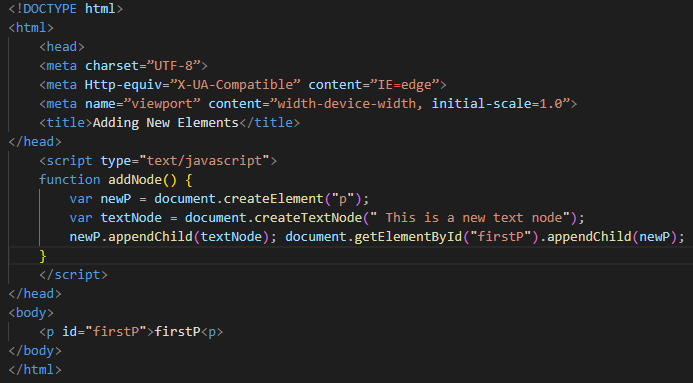 <!DOCTYPE html>
<html>
    <head>
    <meta charset=”UTF-8”>
    <meta Http-equiv=”X-UA-Compatible” content=”IE=edge”>
    <meta name=”viewport” content=”width-device-width, initial-scale=1.0”>
    <title>Adding New Elements</title>
</head>
    <script type="text/javascript">
    function addNode() {
        var newP = document.createElement("p");
        var textNode = document.createTextNode(" This is a new text node");
        newP.appendChild(textNode); document.getElementById("firstP").appendChild(newP);
    }
    </script>
</head>
<body>
    <p id="firstP">firstP<p>
</body>
</html>